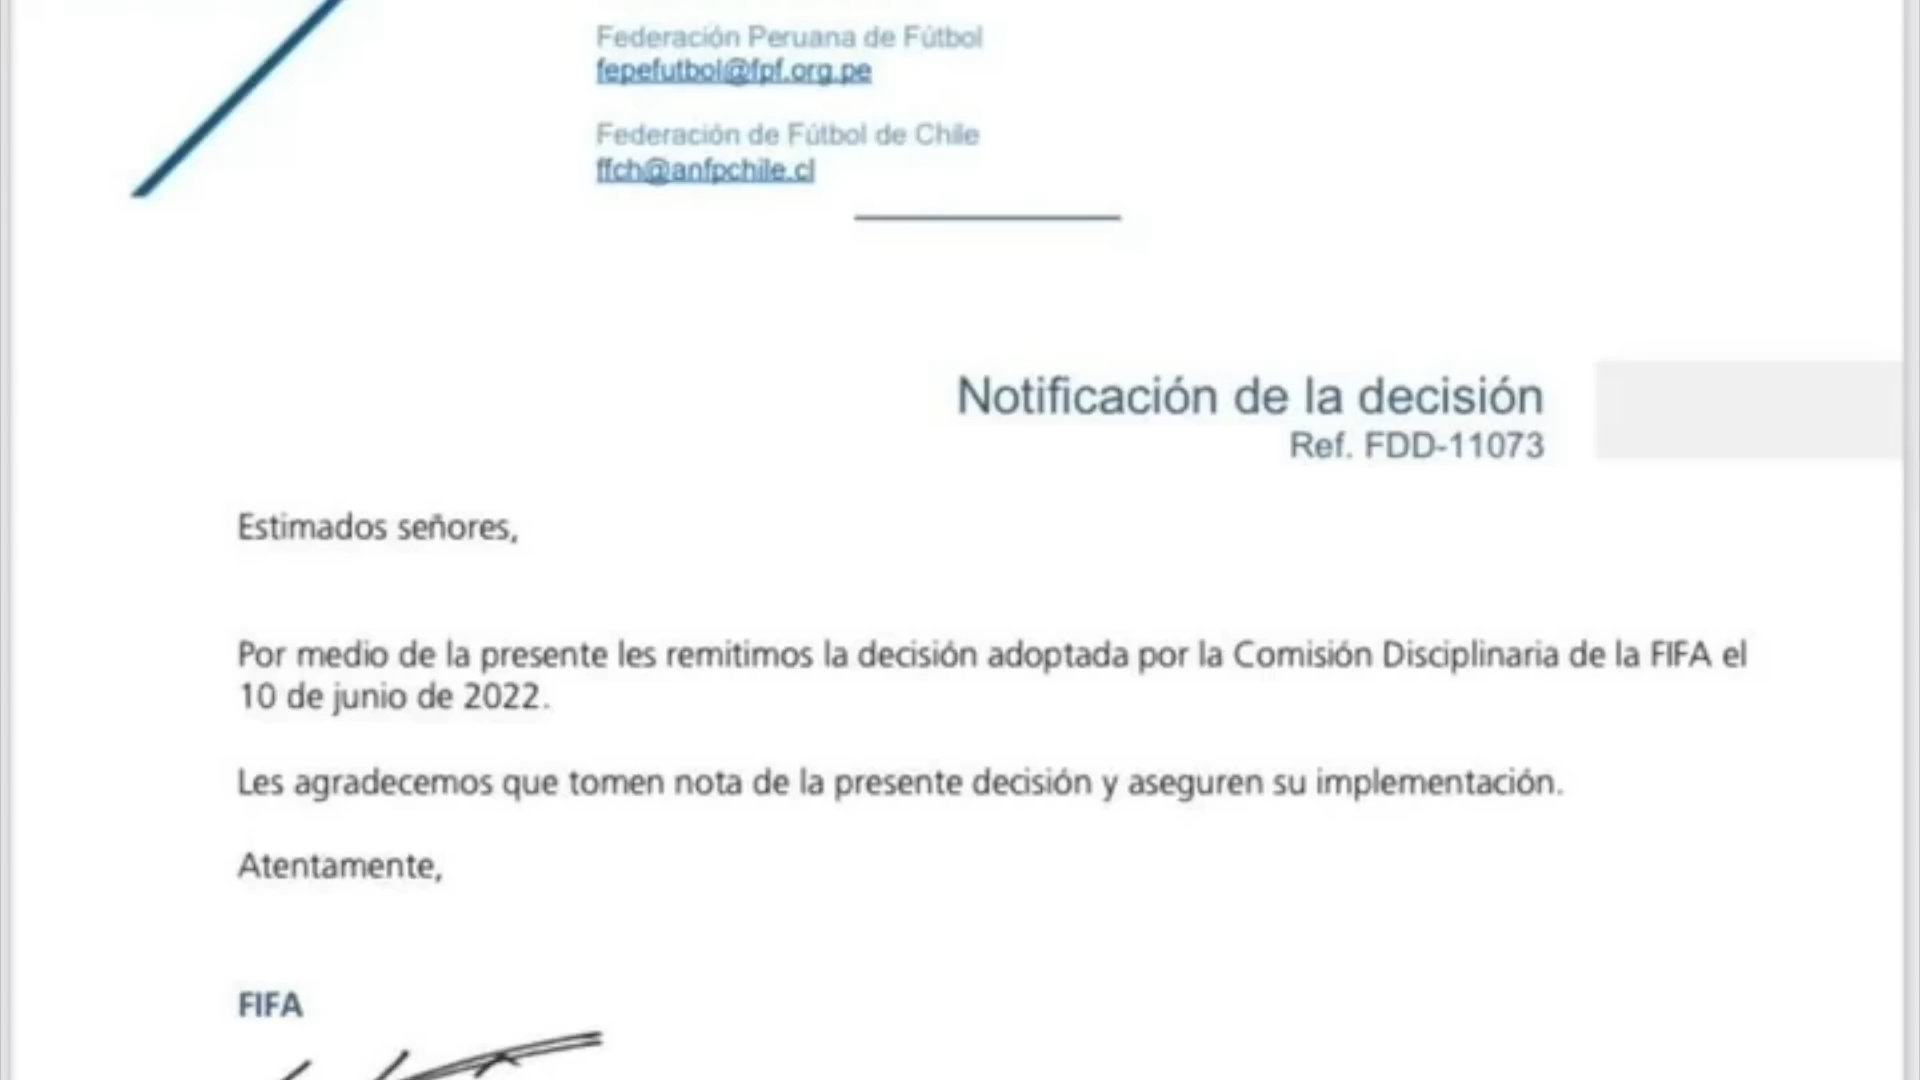 Federación Peruana de Fútbol
fepefutbol@fpf.org.pe
Federación de Fútbol de Chile
ffch@anfpchile.cl
Notificación de la decisión
Ref. FDD-11073
Estimados señores,
Por medio de la presente les remitimos la decisión adoptada por la Comisión Disciplinaria de la FIFA el
10 de junio de 2022.
Les agradecemos que tomen nota de la presente decisión y aseguren su implementación.
Atentamente,
FIFA